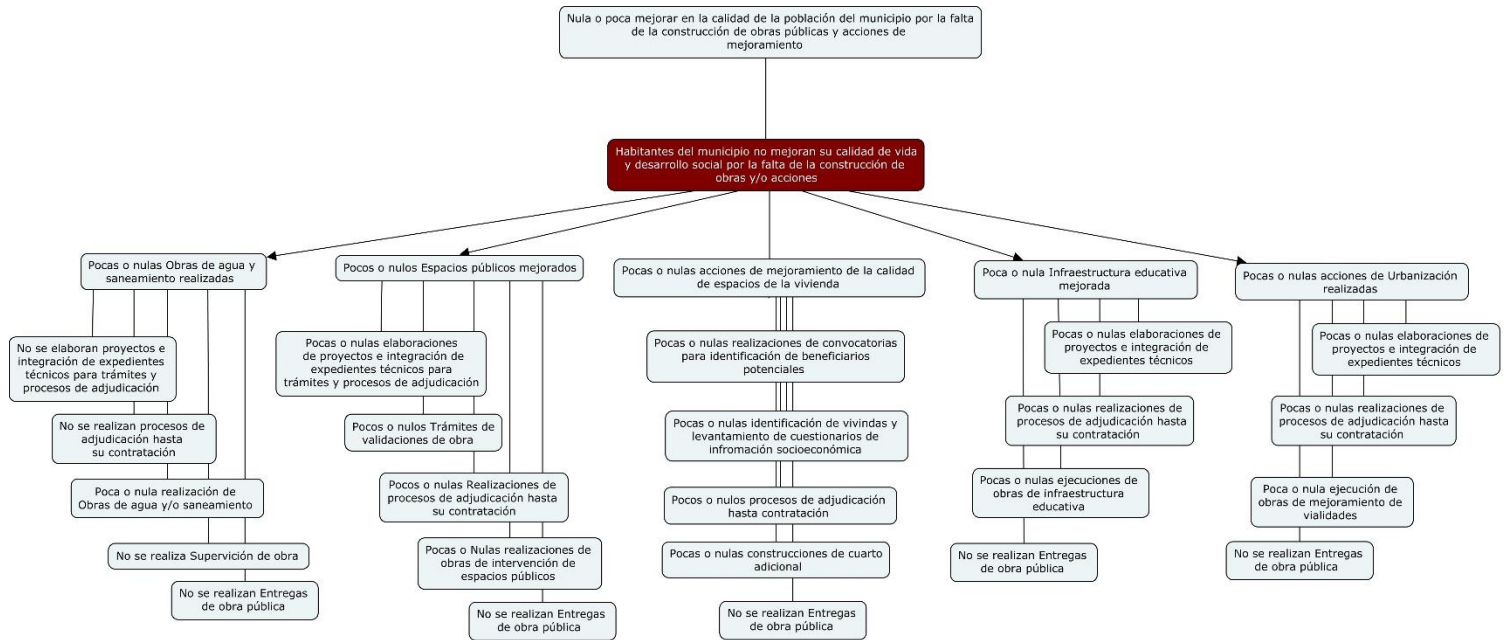 Nula o poca mejorar en la calidad de la población del municipio por la falta
de la construcción de obras públicas y acciones de
mejoramiento
Habitantes del municipio no mejoran su calidad de vida
y desarrollo social por la falta de la construcción de
obras y/o acciones
Pocas o nulas Obras de agua y
saneamiento realizadas
No se elaboran proyectos e
integración de expedientes
técnicos para trámites y
procesos de adjudicación
No se realizan procesos de
adjudicación hasta
su contratación
Poca o nula realización de
Obras de agua y/o saneamiento
No se realiza Supervición de obra
No se realizan Entregas
de obra pública
Pocos o nulos Espacios públicos mejorados
Pocas o nulas elaboraciones
de proyectos e integración de
expedientes técnicos para
trámites y procesos de adjudicación
Pocos o nulos Trámites de
validaciones de obra
Pocos o nulas Realizaciones de
procesos de adjudicación hasta
su contratación
Pocas o Nulas realizaciones de
obras de intervención de
espacios públicos
No se realizan Entregas
de obra pública
Pocas o nulas acciones de mejoramiento de la calidad
de espacios de la vivienda
Pocas o nulas realizaciones de convocatorias
para identificación de beneficiarios
potenciales
Pocas o nulas identificación de vivindas y
levantamiento de cuestionarios de
infromación socioeconómica
Pocos o nulos procesos de adjudicación
hasta contratación
Pocas o nulas construcciones de cuarto
adicional
No se realizan Entregas
de obra pública
Poca o nula Infraestructura educativa
mejorada
Pocas o nulas elaboraciones de
proyectos e integración de
expedientes técnicos
Pocas o nulas realizaciones de
procesos de adjudicación hasta
su contratación
Pocas o nulas ejecuciones de
obras de infraestructura
educativa
No se realizan Entregas
de obra pública
Pocas o nulas acciones de Urbanización
realizadas
Pocas o nulas elaboraciones de
proyectos e integración de
expedientes técnicos
Pocas o nulas realizaciones de
procesos de adjudicación hasta
su contratación
Poca o nula ejecución de
obras de mejoramiento de
vialidades
No se realizan Entregas
de obra pública